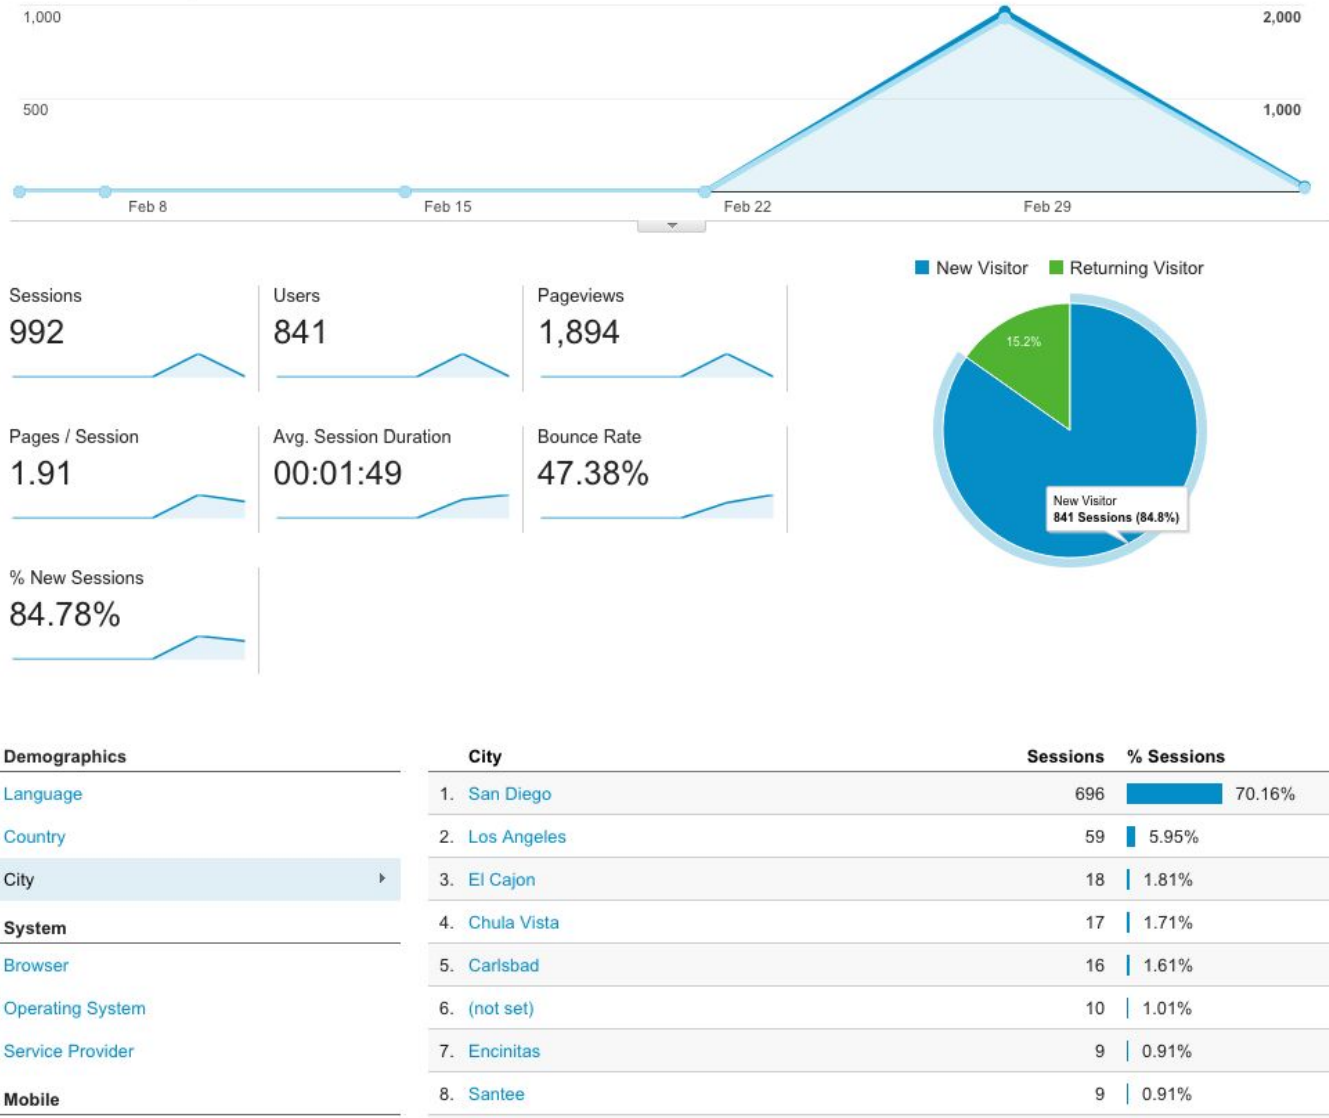 1,000 2,000
500 1,000
Feb 8 Feb 15 Feb 22 Feb 29
New Visitor Returning Visitor
Sessions Users Pageviews
992 841 1,894
15.2%
Pages / Session Avg. Session Duration Bounce Rate
1.91 00:01:49 47.38%
New Visitor
841 Sessions (84.8%)
% New Sessions
84.78%
Demographics
Language
Country
City
System
Browser
Operating System
Service Provider
Mobile
City Sessions % Sessions
1. San Diego 696 70.16%
2. Los Angeles 59 5.95%
3. El Cajon 18 1.81%
4. Chula Vista 17 1.71%
5. Carlsbad 16 1.61%
6. (not set) 10 1.01%
7. Encinitas 9 0.91%
8. Santee 9 0.91%